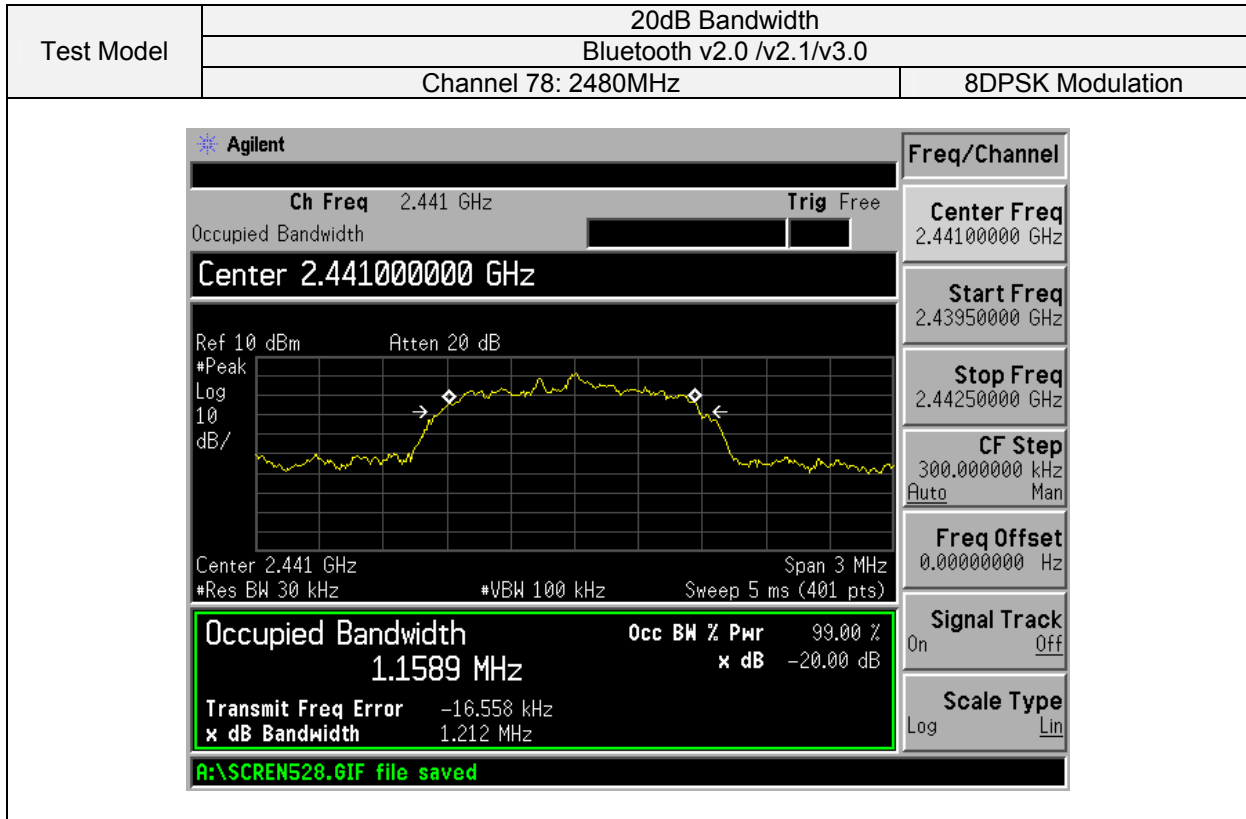 Test Model
20dB Bandwidth
Bluetooth v2.0 /v2.1/v3.0
Channel 78: 2480MHz 8DPSK Modulation
Agilent
Freq/Channel
Ch Freq 2.441 GHz Trig Free
Occupied Bandwidth
Center 2.441000000 GHz
Ref 10 dBm Atten 20 dB
#Peak
Log
10
dB/
Center 2.441 GHz Span 3 MHz
#Res BW 30 kHz #VBW 100 kHz Sweep 5 ms (401 pts)
Occupied Bandwidth Occ BW % Pwr 99.00 %
1.1589 MHz x dB -20.00 dB
Transmit Freq Error -16.558 kHz
x dB Bandwidth 1.212 MHz
A:\SCREN528.GIF file saved
Center Freq
2.44100000 GHz
Start Freq
2.43950000 GHz
Stop Freq
2.44250000 GHz
CF Step
300.000000 kHz
Auto Man
Freq Offset
0.00000000 Hz
Signal Track
On Off
Scale Type
Log Lin